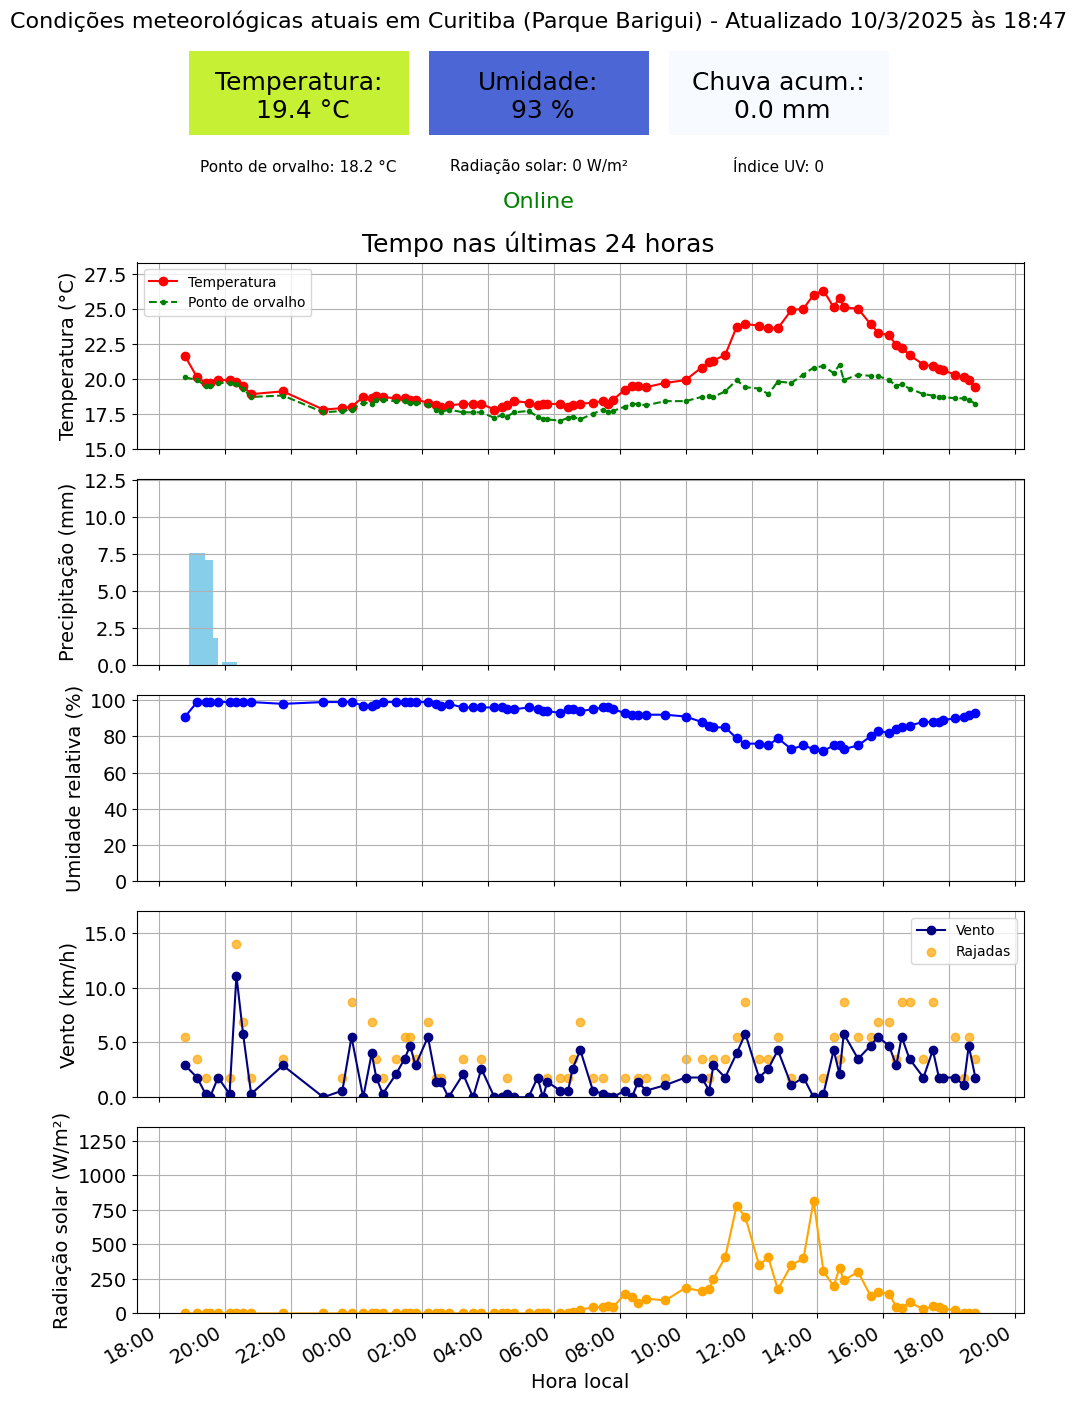 Condições meteorológicas atuais em Curitiba (Parque Barigui) - Atualizado 10/3/2025 às 18:47
Temperatura:
19.4 °C
Umidade:
93 %
Chuva acum.:
0.0 mm
Ponto de orvalho: 18.2 °C
Radiação solar: 0 W/m²
Índice UV: 0
Online
Tempo nas últimas 24 horas
Temperatura (°C)
27.5
25.0
22.5
20.0
17.5
15.0
Temperatura
Ponto de orvalho
Precipitação (mm)
12.5
10.0
7.5
5.0
2.5
0.0
Umidade relativa (%)
100
80
60
40
20
0
Vento (km/h)
15.0
10.0
5.0
0.0
Vento
Rajadas
Radiação solar (W/m²)
1250
1000
750
500
250
0
18:00 20:00 22:00 00:00 02:00 04:00 06:00 08:00 10:00 12:00 14:00 16:00 18:00 20:00
Hora local